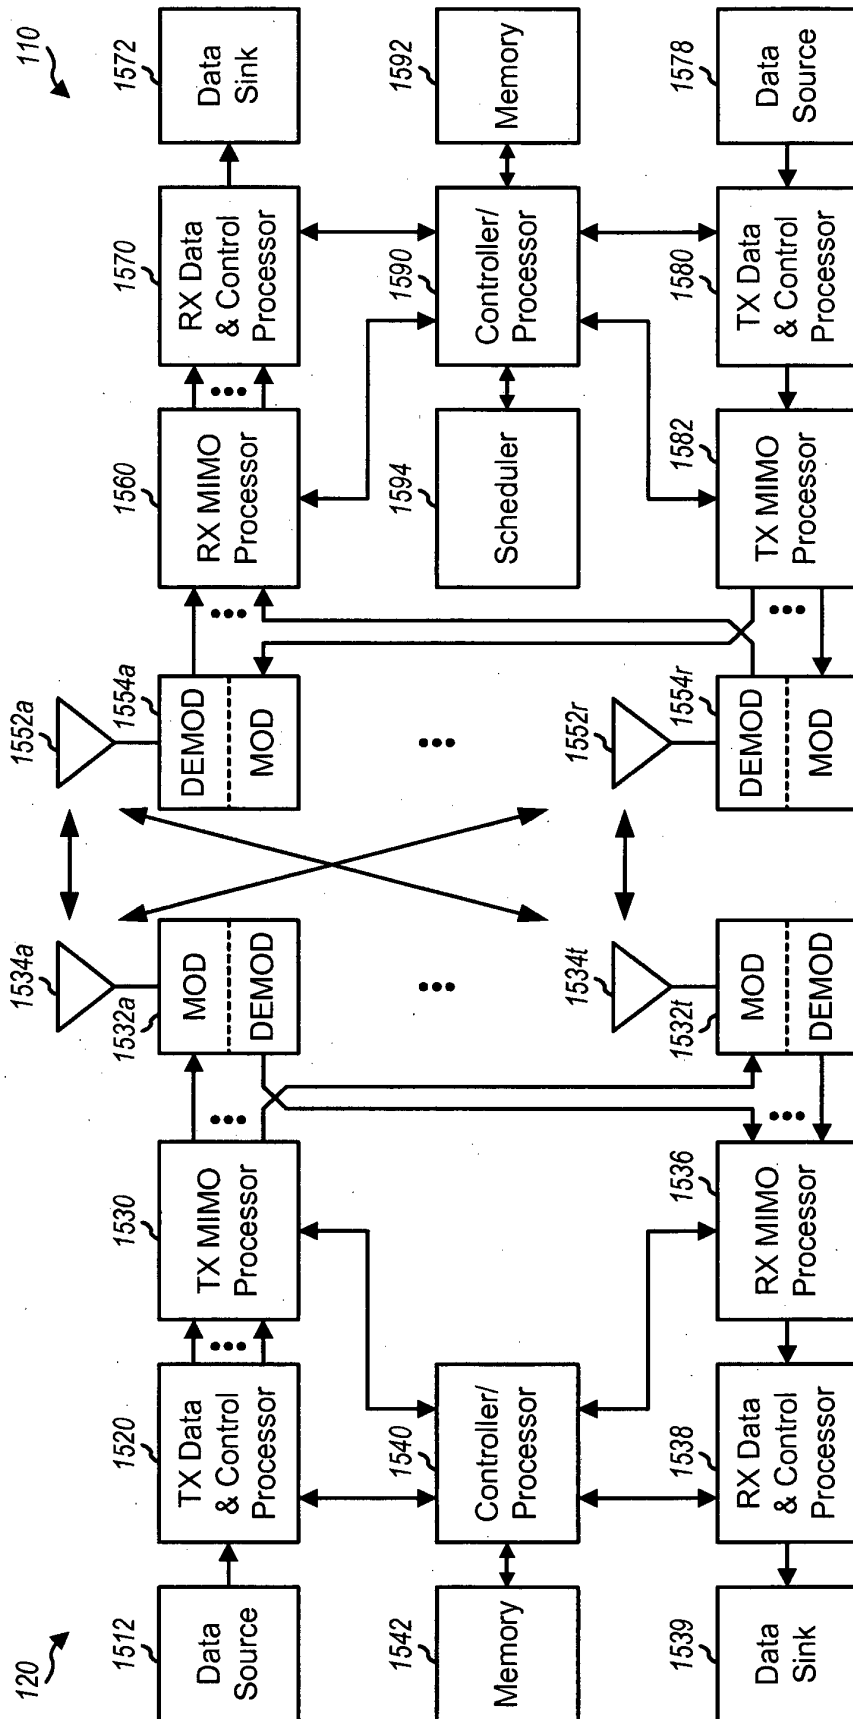 120
1512
Data
Source
1520
TX Data
& Control
Processor
1530
TX MIMO
Processor
1532a
MOD
DEMOD
1534a
1552a
1554a
DEMOD
MOD
1560
RX MIMO
Processor
1570
RX Data
& Control
Processor
1572
Data
Sink
110
1542
Memory
1540
Controller/
Processor
1594
Scheduler
1590
Controller/
Processor
1592
Memory
1539
Data
Sink
1538
RX Data
& Control
Processor
1536
RX MIMO
Processor
1532t
MOD
DEMOD
1534t
1552r
1554r
DEMOD
MOD
1582
TX MIMO
Processor
1580
TX Data
& Control
Processor
1578
Data
Source